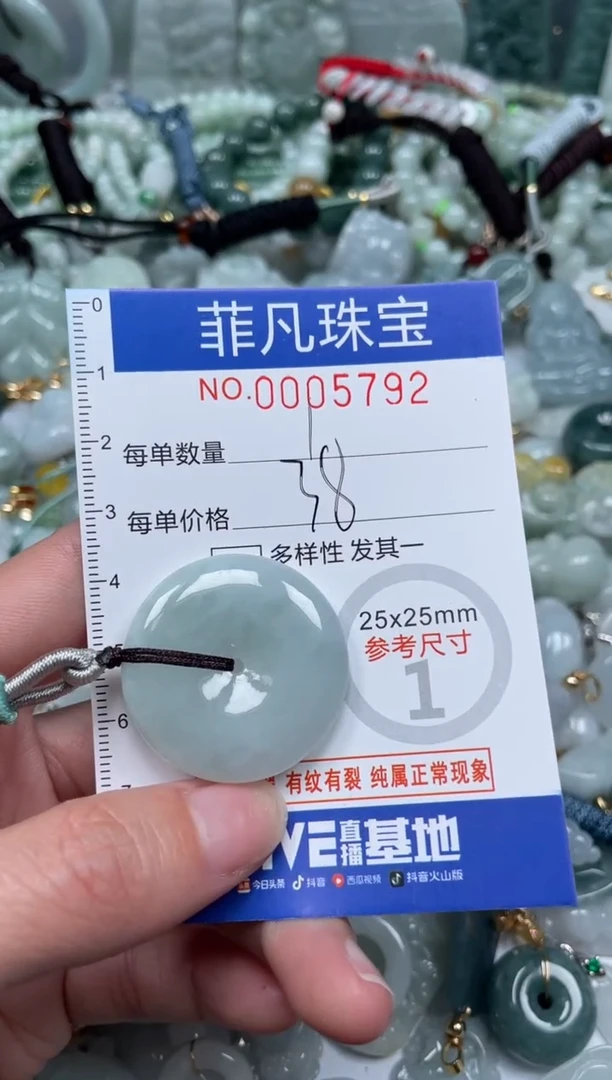 0
菲凡珠宝
NO.0005792
1
2
每单数量 1
3
每单价格 38
多样性 发其一
4
25x25mm
参考尺寸
1
6
有纹有裂 纯属正常现象
直播
基地
今日头条 抖音 西瓜视频 抖音火山版